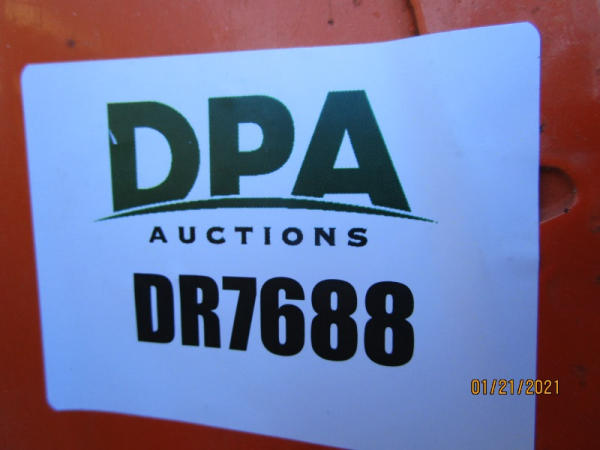 DPA
AUCTIONS
DR7688
01/21/2021